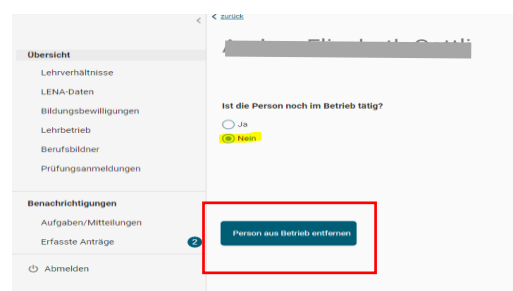 < zurück
Übersicht
Lehrverhältnisse
LENA-Daten
Bildungsbewilligungen
Lehrbetrieb
Berufsbildner
Prüfungsanmeldungen
Benachrichtigungen
Aufgaben/Mitteilungen
Erfasste Anträge 2
Abmelden
Ist die Person noch im Betrieb tätig?
Ja
Nein
Person aus Betrieb entfernen